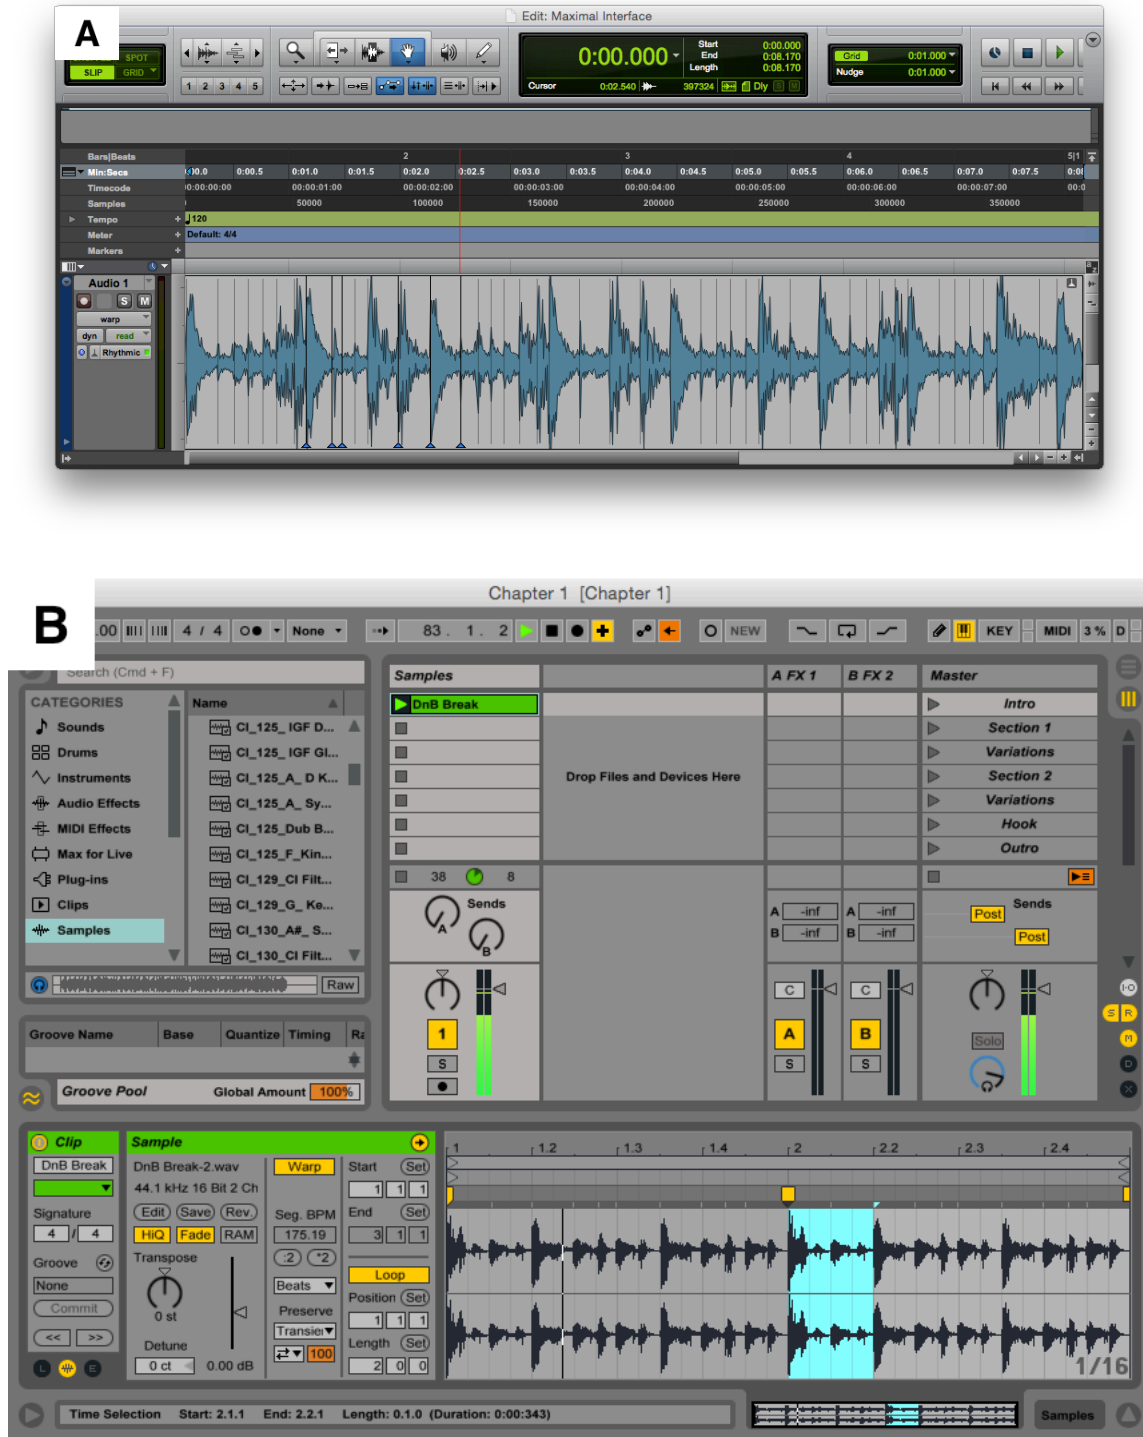 Edit: Maximal Interface
A
SPOT
SLIP GRID
1 2 3 4 5
0:00.000
Start 0:00.000
End 0:08.170
Length 0:08.170
Cursor 0:02.540 397324 Dly S M
Grid 0:01.000
Nudge 0:01.000
Bars|Beats 2 3 4 5|1
Min:Secs 0:00.5 0:01.0 0:01.5 0:02.0 0:02.5 0:03.0 0:03.5 0:04.0 0:04.5 0:05.0 0:05.5 0:06.0 0:06.5 0:07.0 0:07.5
Timecode 00:00:01:00 00:00:02:00 00:00:03:00 00:00:04:00 00:00:05:00 00:00:06:00 00:00:07:00
Samples 50000 100000 150000 200000 250000 300000 350000
Tempo 120
Meter Default: 4/4
Markers
Audio 1
S M
warp
dyn read
Rhythmic
B
Chapter 1 [Chapter 1]
.00 4 / 4 None 83. 1. 2 NEW KEY MIDI 3 % D
Search (Cmd + F)
CATEGORIES
Sounds
Drums
Instruments
Audio Effects
MIDI Effects
Max for Live
Plug-ins
Clips
Samples
Name
CI_125_ IGF D...
CI_125_ IGF Gl...
CI_125_A_ D K...
CI_125_A_ Sy...
CI_125_Dub B...
CI_125_F_Kin...
CI_129_CI Filt...
CI_129_G_ Ke...
CI_130_A#_ S...
CI_130_CI Filt...
Raw
Groove Name Base Quantize Timing
Groove Pool Global Amount 100%
Samples A FX 1 B FX 2 Master
DnB Break
Drop Files and Devices Here
Intro
Section 1
Variations
Section 2
Variations
Hook
Outro
38 8
Sends
A
B
A -inf A -inf
B -inf B -inf
Sends
Post
Post
C C
1 A B Solo
S S S
I·O
S R
M
D
X
Clip
DnB Break
Signature
4 / 4
Groove
None
Commit
<< >>
L E
Sample
DnB Break-2.wav
44.1 kHz 16 Bit 2 Ch
Edit Save Rev.
HiQ Fade RAM
Transpose
0 st
Detune
0 ct 0.00 dB
Warp
Seg. BPM
175.19
:2 *2
Beats
Preserve
100
Start Set
1 1 1
End Set
3 1 1
Loop
Position Set
1 1 1
Length Set
2 0 0
1 1.2 1.3 1.4 2 2.2 2.3 2.4
1/16
Time Selection Start: 2.1.1 End: 2.2.1 Length: 0.1.0 (Duration: 0:00:343)
Samples